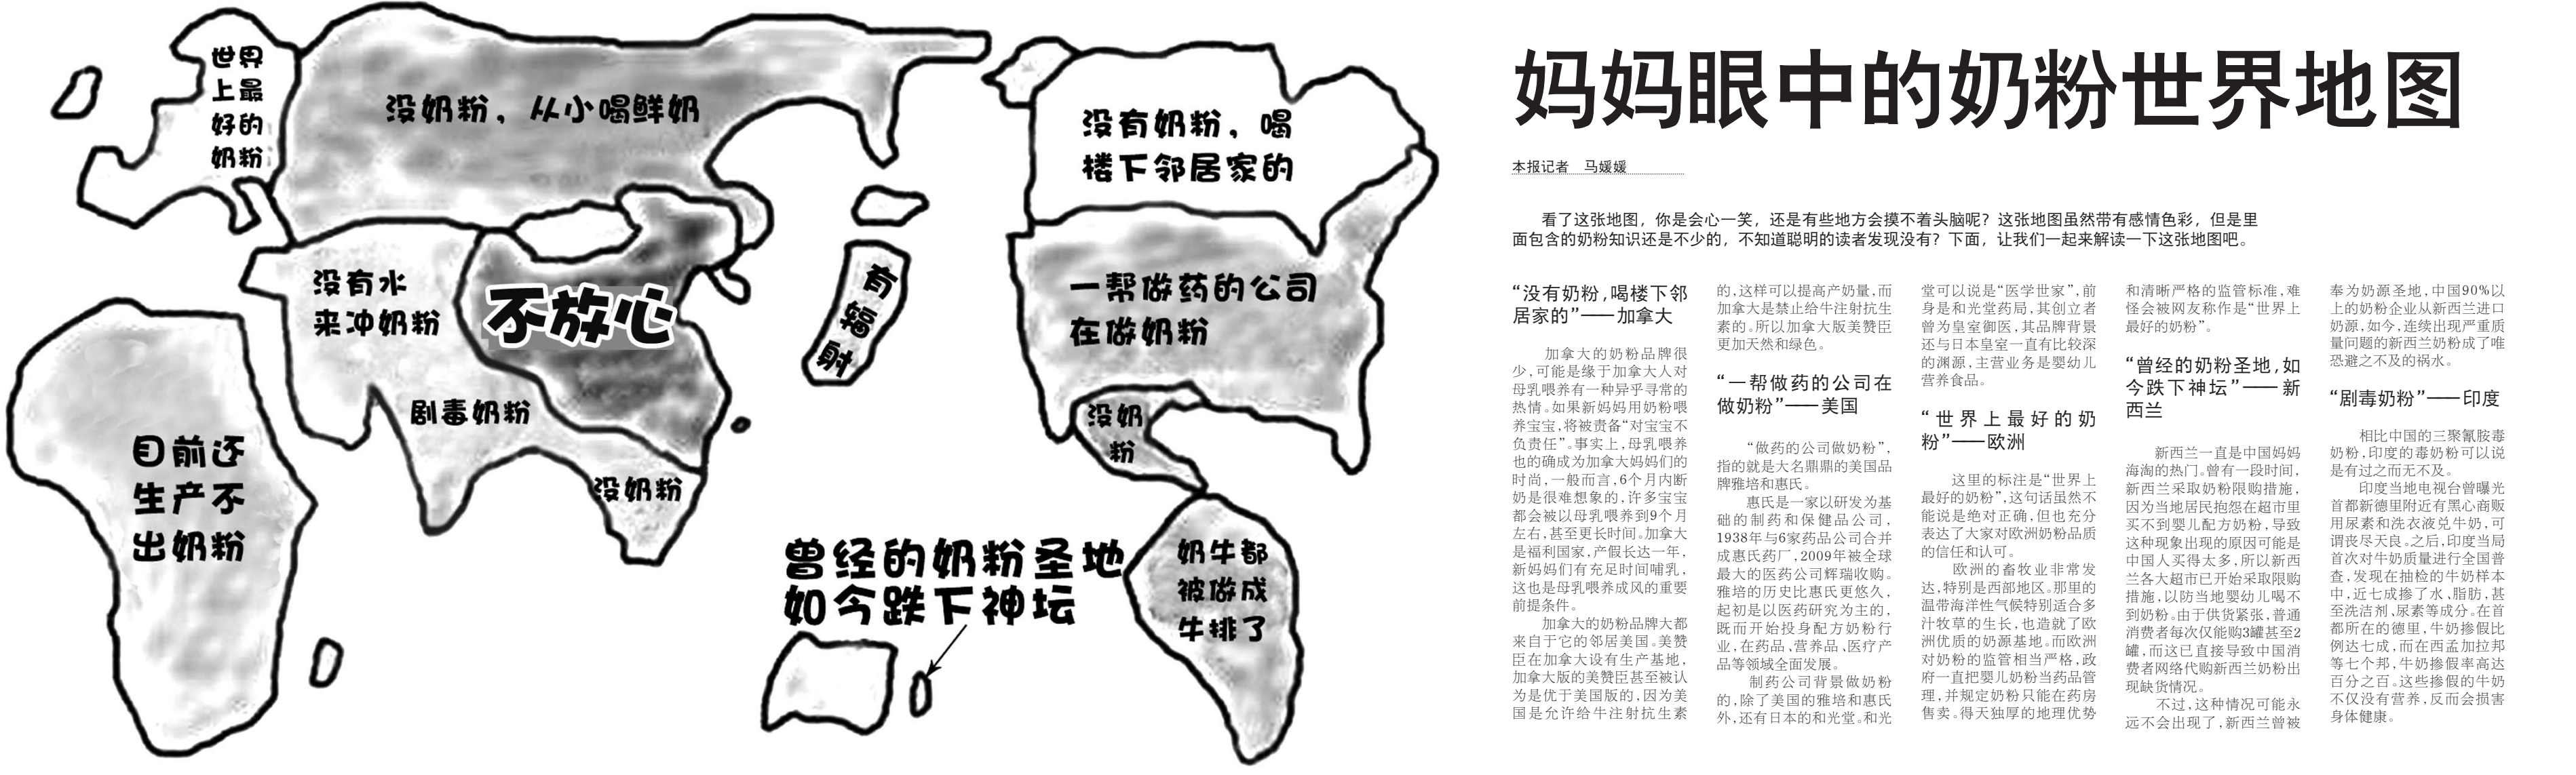 世界
上最
好的
奶粉
没奶粉，从小喝鲜奶
没有奶粉，喝
楼下邻居家的
没有水
来冲奶粉
不放心
有辐射
一帮做药的公司
在做奶粉
剧毒奶粉
没奶
粉
目前还
生产不
出奶粉
没奶粉
曾经的奶粉圣地
如今跌下神坛
奶牛都
被做成
牛排了
妈妈眼中的奶粉世界地图
本报记者 马媛媛
看了这张地图，你是会心一笑，还是有些地方会摸不着头脑呢？这张地图虽然带有感情色彩，但是里
面包含的奶粉知识还是不少的，不知道聪明的读者发现没有？下面，让我们一起来解读一下这张地图吧。
“没有奶粉，喝楼下邻
居家的”——加拿大
加拿大的奶粉品牌很
少，可能是缘于加拿大人对
母乳喂养有一种异乎寻常的
热情。如果新妈妈用奶粉喂
养宝宝，将被责备“对宝宝不
负责任”。事实上，母乳喂养
也的确成为加拿大妈妈们的
时尚，一般而言，6个月内断
奶是很难想象的，许多宝宝
都会被以母乳喂养到9个月
左右，甚至更长时间。加拿大
是福利国家，产假长达一年，
新妈妈们有充足时间哺乳，
这也是母乳喂养成风的重要
前提条件。
加拿大的奶粉品牌大都
来自于它的邻居美国。美赞
臣在加拿大设有生产基地，
加拿大版的美赞臣甚至被认
为是优于美国版的，因为美
国是允许给牛注射抗生素
的，这样可以提高产奶量，而
加拿大是禁止给牛注射抗生
素的。所以加拿大版美赞臣
更加天然和绿色。
“一帮做药的公司在
做奶粉”——美国
“做药的公司做奶粉”，
指的就是大名鼎鼎的美国品
牌雅培和惠氏。
惠氏是一家以研发为基
础的制药和保健品公司，
1938年与6家药品公司合并
成惠氏药厂，2009年被全球
最大的医药公司辉瑞收购。
雅培的历史比惠氏更悠久，
起初是以医药研究为主的，
既而开始投身配方奶粉行
业，在药品、营养品、医疗产
品等领域全面发展。
制药公司背景做奶粉
的，除了美国的雅培和惠氏
外，还有日本的和光堂。和光
堂可以说是“医学世家”，前
身是和光堂药局，其创立者
曾为皇室御医，其品牌背景
还与日本皇室一直有比较深
的渊源，主营业务是婴幼儿
营养食品。
“世界上最好的奶
粉”——欧洲
这里的标注是“世界上
最好的奶粉”，这句话虽然不
能说是绝对正确，但也充分
表达了大家对欧洲奶粉品质
的信任和认可。
欧洲的畜牧业非常发
达，特别是西部地区。那里的
温带海洋性气候特别适合多
汁牧草的生长，也造就了欧
洲优质的奶源基地。而欧洲
对奶粉的监管相当严格，政
府一直把婴儿奶粉当药品管
理，并规定奶粉只能在药房
售卖。得天独厚的地理优势
和清晰严格的监管标准，难
怪会被网友称作是“世界上
最好的奶粉”。
“曾经的奶粉圣地，如
今跌下神坛”——新
西兰
新西兰一直是中国妈妈
海淘的热门。曾有一段时间，
新西兰采取奶粉限购措施，
因为当地居民抱怨在超市里
买不到婴儿配方奶粉，导致
这种现象出现的原因可能是
中国人买得太多，所以新西
兰各大超市已开始采取限购
措施，以防当地婴幼儿喝不
到奶粉。由于供货紧张，普通
消费者每次仅能购3罐甚至2
罐，而这已直接导致中国消
费者网络代购新西兰奶粉出
现缺货情况。
不过，这种情况可能永
远不会出现了，新西兰曾被
奉为奶源圣地，中国90%以
上的奶粉企业从新西兰进口
奶源，如今，连续出现严重质
量问题的新西兰奶粉成了唯
恐避之不及的祸水。
“剧毒奶粉”——印度
相比中国的三聚氰胺毒
奶粉，印度的毒奶粉可以说
是有过之而无不及。
印度当地电视台曾曝光
首都新德里附近有黑心商贩
用尿素和洗衣液兑牛奶，可
谓丧尽天良。之后，印度当局
首次对牛奶质量进行全国普
查，发现在抽检的牛奶样本
中，近七成掺了水、脂肪，甚
至洗洁剂、尿素等成分。在首
都所在的德里，牛奶掺假比
例达七成，而在西孟加拉邦
等七个邦，牛奶掺假率高达
百分之百。这些掺假的牛奶
不仅没有营养，反而会损害
身体健康。